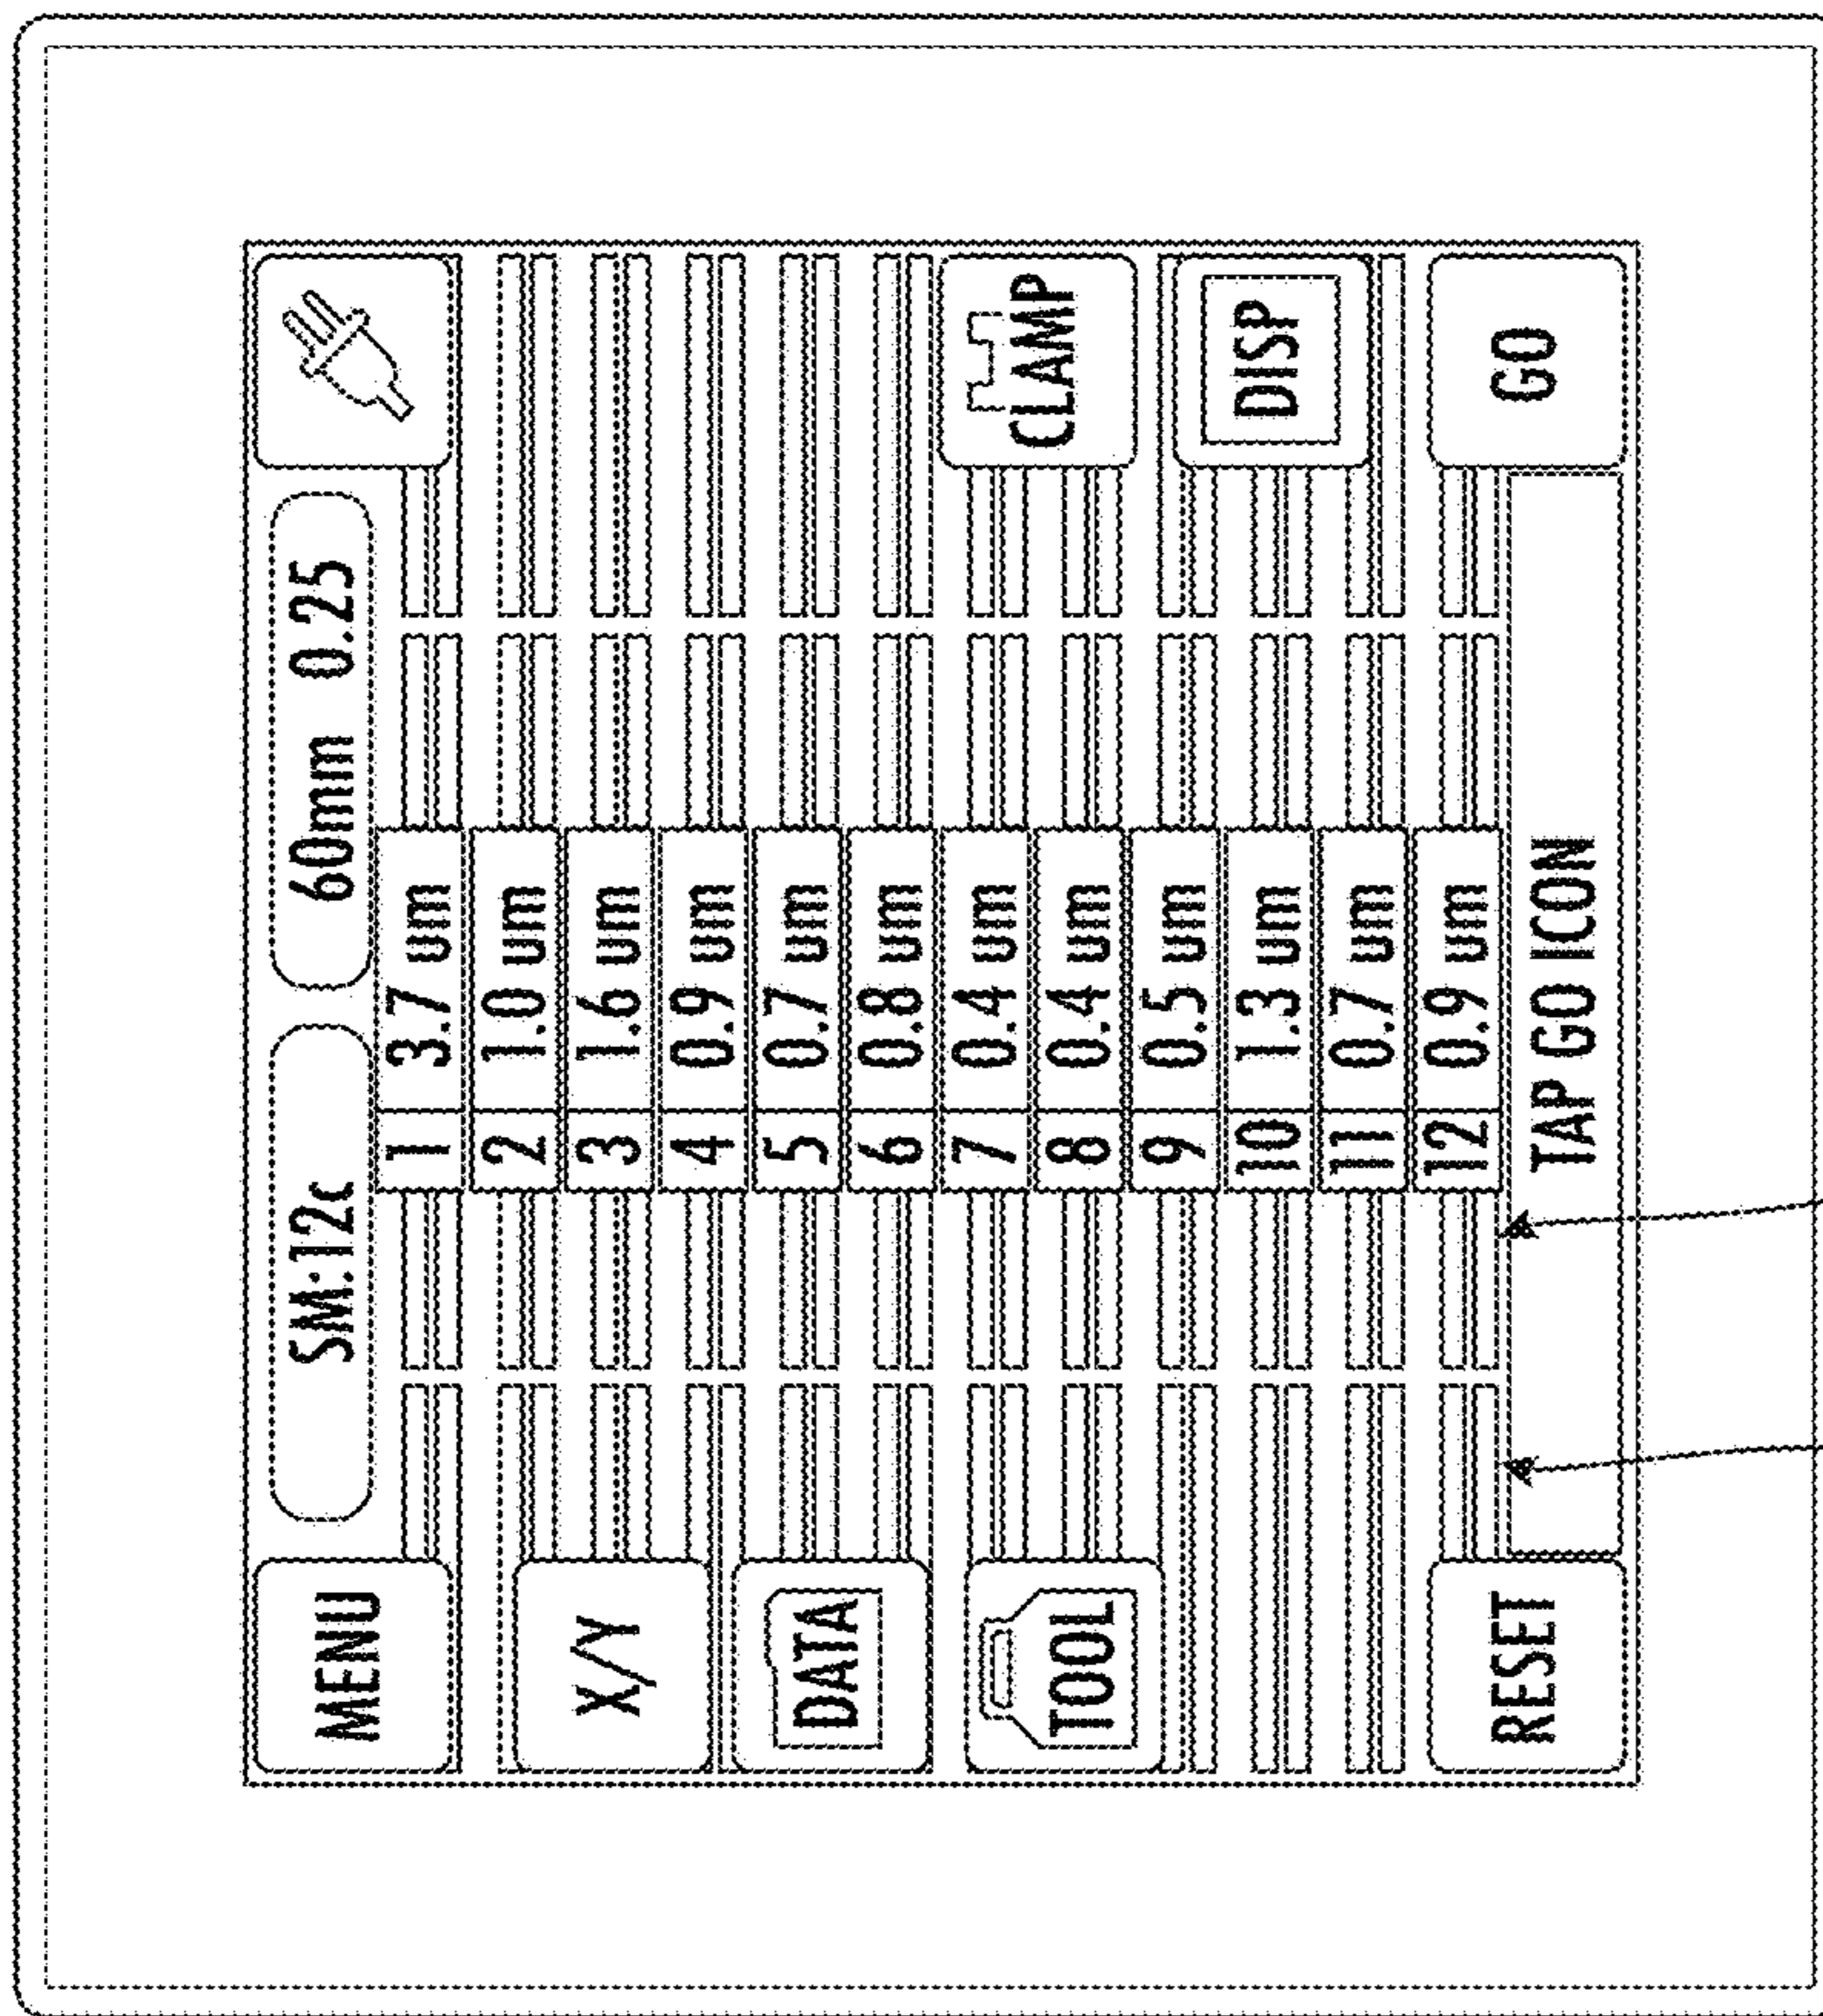 MENU SM:12c 60mm 0.25
1 3.7 um
2 1.0 um
X/Y
3 1.6 um
4 0.9 um
DATA
5 0.7 um
6 0.8 um
7 0.4 um
TOOL
CLAMP
8 0.4 um
9 0.5 um
DISP
10 1.3 um
11 0.7 um
12 0.9 um
RESET
TAP GO ICON
GO